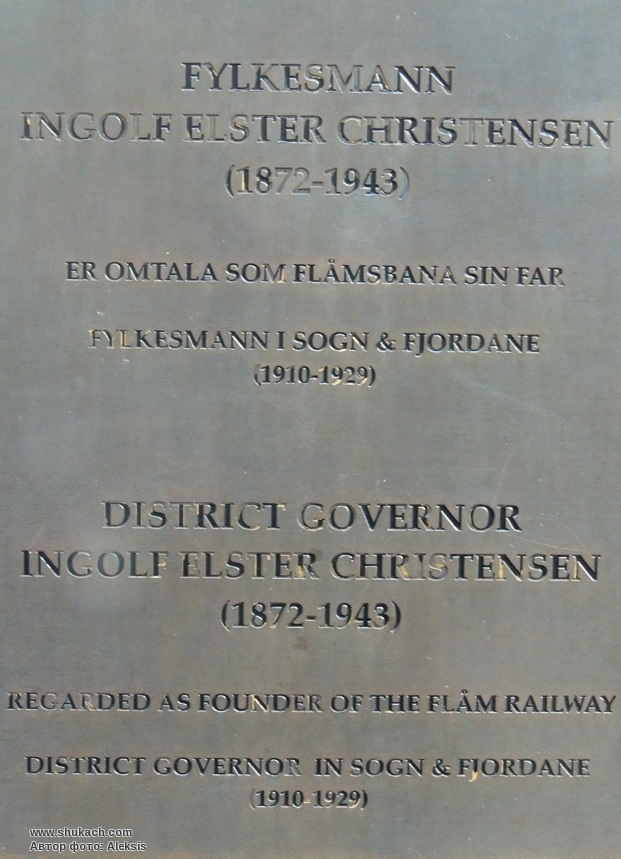 FYLKESMANN
INGOLF ELSTER CHRISTENSEN
(1872-1943)
ER OMTALA SOM FLÅMSBANA SIN FAR
FYLKESMANN I SOGN & FJORDANE
(1910-1929)
DISTRICT GOVERNOR
INGOLF ELSTER CHRISTENSEN
(1872-1943)
REGARDED AS FOUNDER OF THE FLÅM RAILWAY
DISTRICT GOVERNOR IN SOGN & FJORDANE
(1910-1929)
www.shukach.com
Автор фото: Aleksis